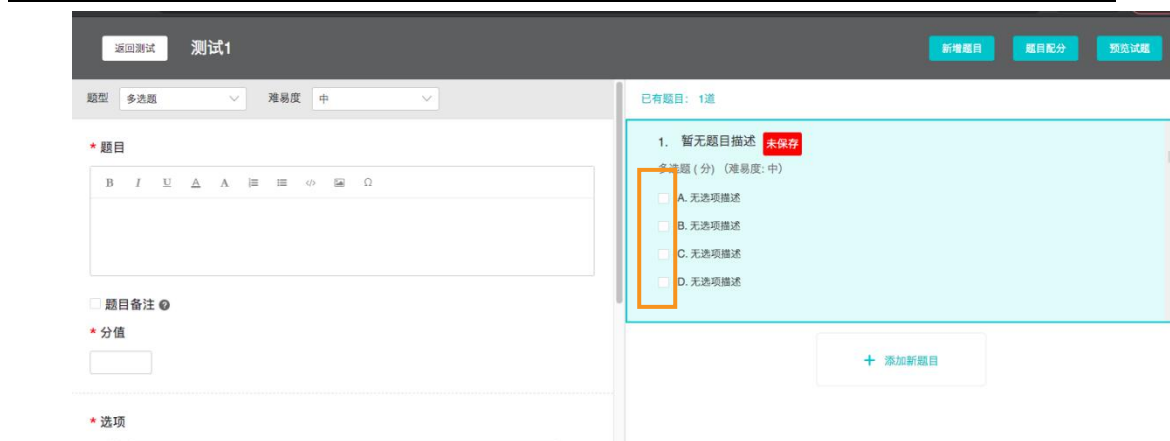 返回测试 测试1 新增题目 题目配分 预览试题
题型 多选题 难易度 中
* 题目
B I U A A </> Ω
题目备注
* 分值
* 选项
已有题目: 1道
1. 暂无题目描述 未保存
多选题 ( 分) (难易度: 中)
A. 无选项描述
B. 无选项描述
C. 无选项描述
D. 无选项描述
+ 添加新题目